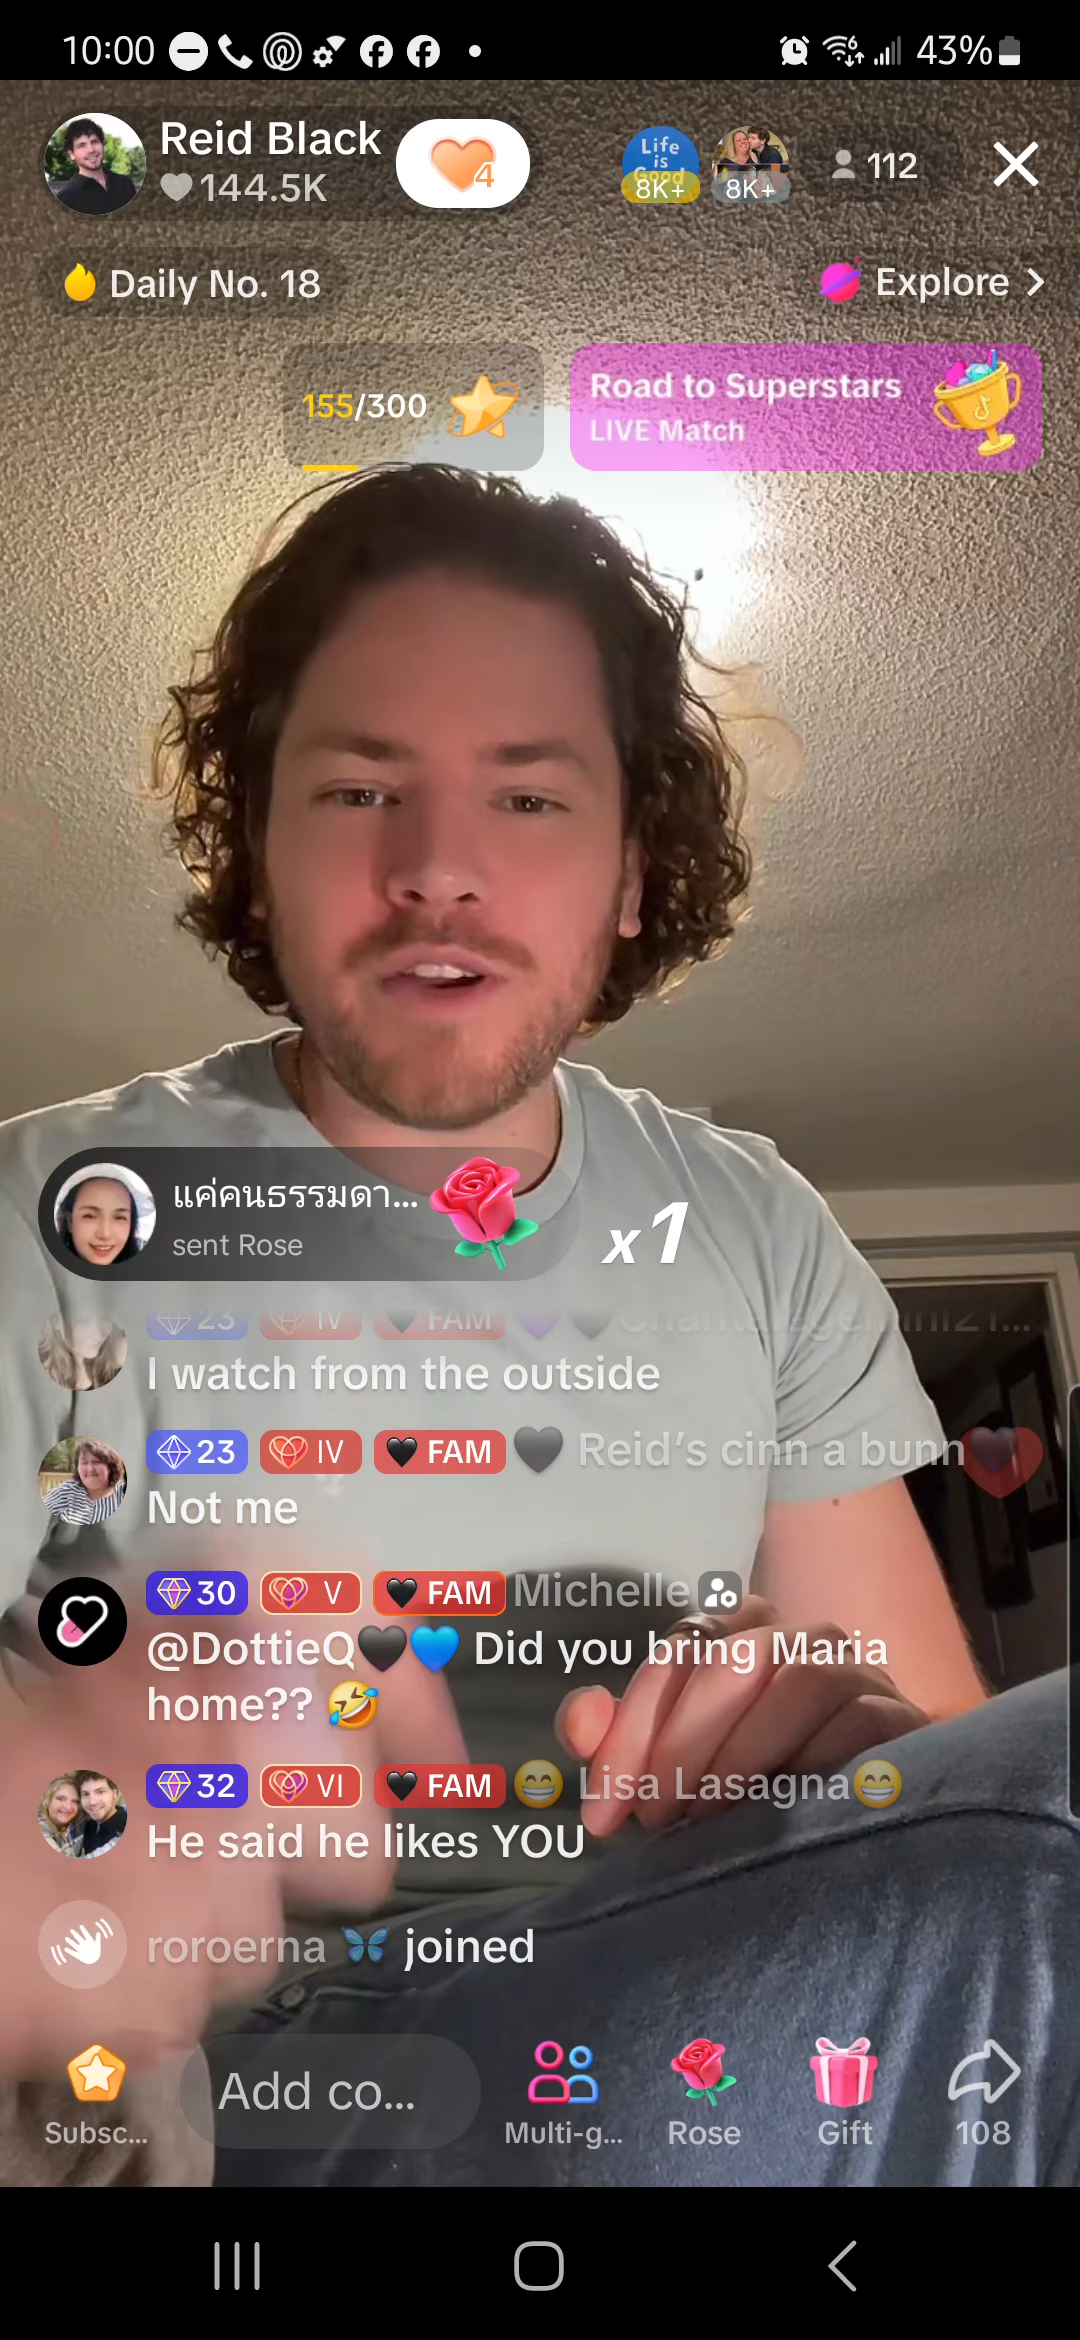 10:00
43%
Reid Black
144.5K
4
Life
is
Good
8K+
8K+
112
Daily No. 18
Explore
155/300
Road to Superstars
LIVE Match
แค่คนธรรมดา...
sent Rose
x1
23 IV FAM
I watch from the outside
23 IV FAM 🖤 Reid's cinn a bunn🖤
Not me
30 V FAM Michelle
@DottieQ🖤💙 Did you bring Maria
home?? 🤣
32 VI FAM 😁 Lisa Lasagna😁
He said he likes YOU
roroerna 🦋 joined
Subsc...
Add co...
Multi-g...
Rose
Gift
108